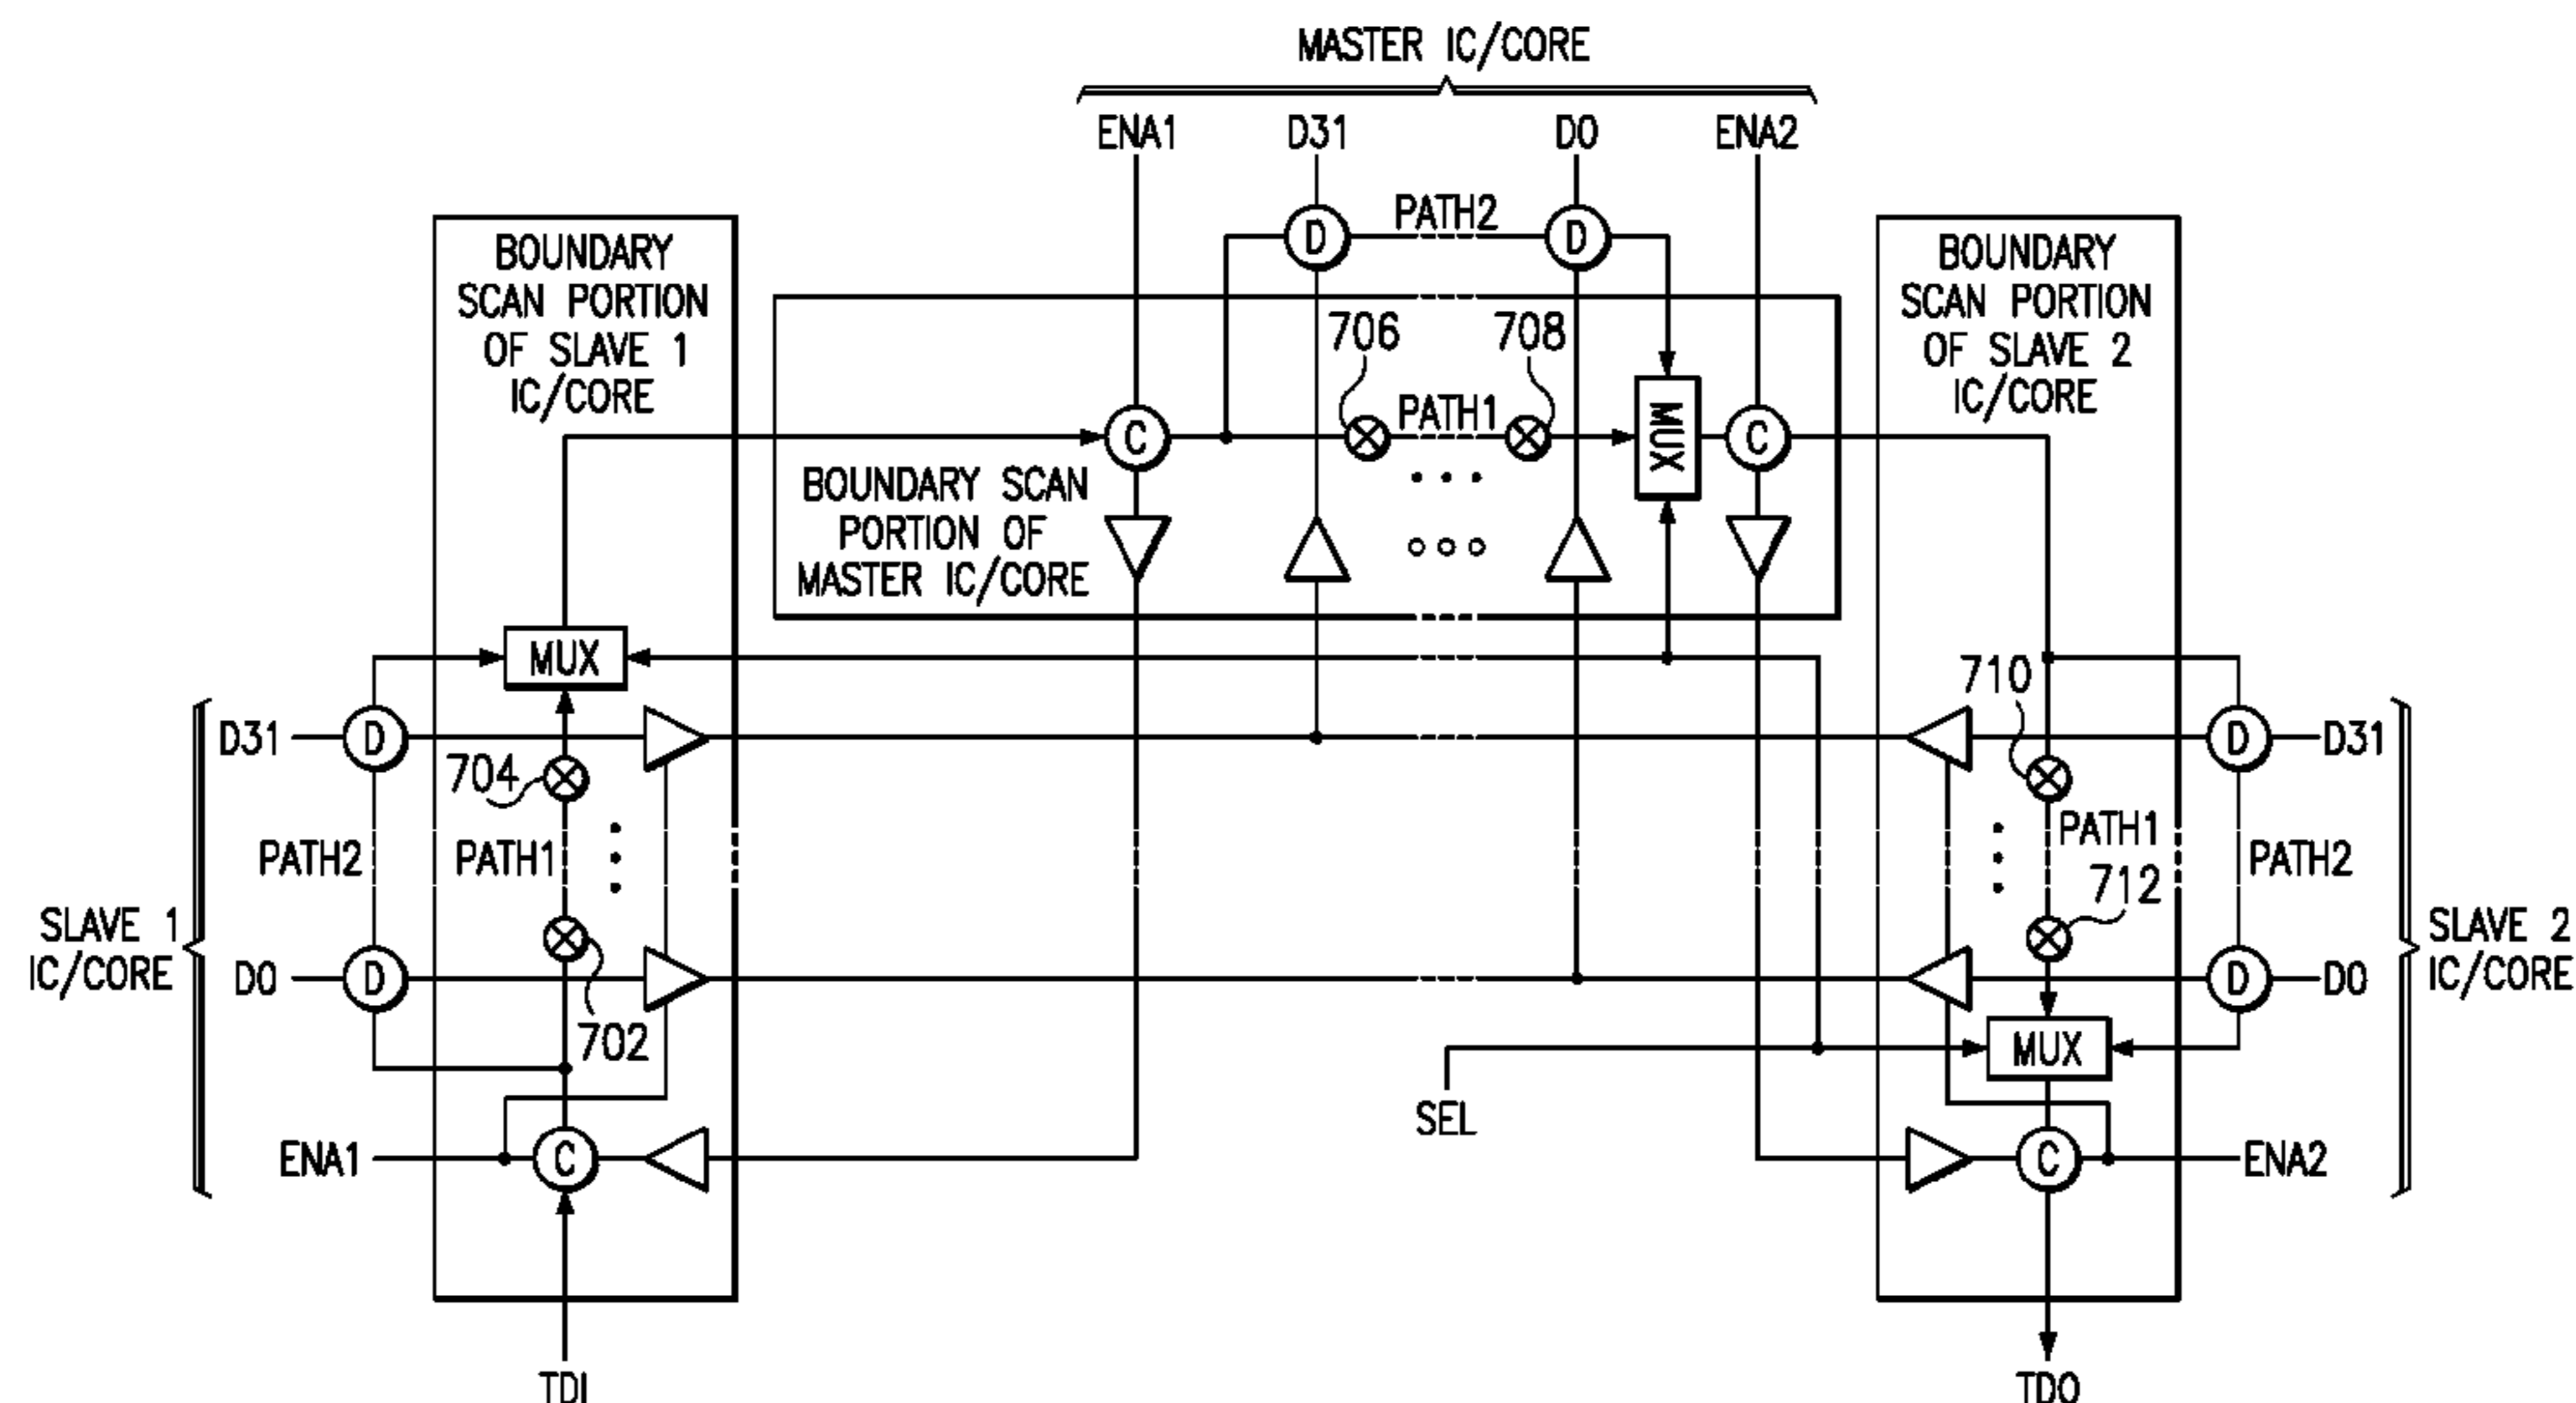 MASTER IC/CORE
ENA1 D31 D0 ENA2
PATH2
D D
BOUNDARY
SCAN PORTION
OF SLAVE 1
IC/CORE
BOUNDARY
SCAN PORTION
OF SLAVE 2
IC/CORE
706 708
PATH1
C MUX C
BOUNDARY SCAN
PORTION OF
MASTER IC/CORE
MUX
710
D31 D
704
D D31
PATH2 PATH1
PATH1 PATH2
712
SLAVE 1
IC/CORE
SLAVE 2
IC/CORE
D0 D
D D0
702
MUX
SEL
ENA1 C
C ENA2
TDI
TDO